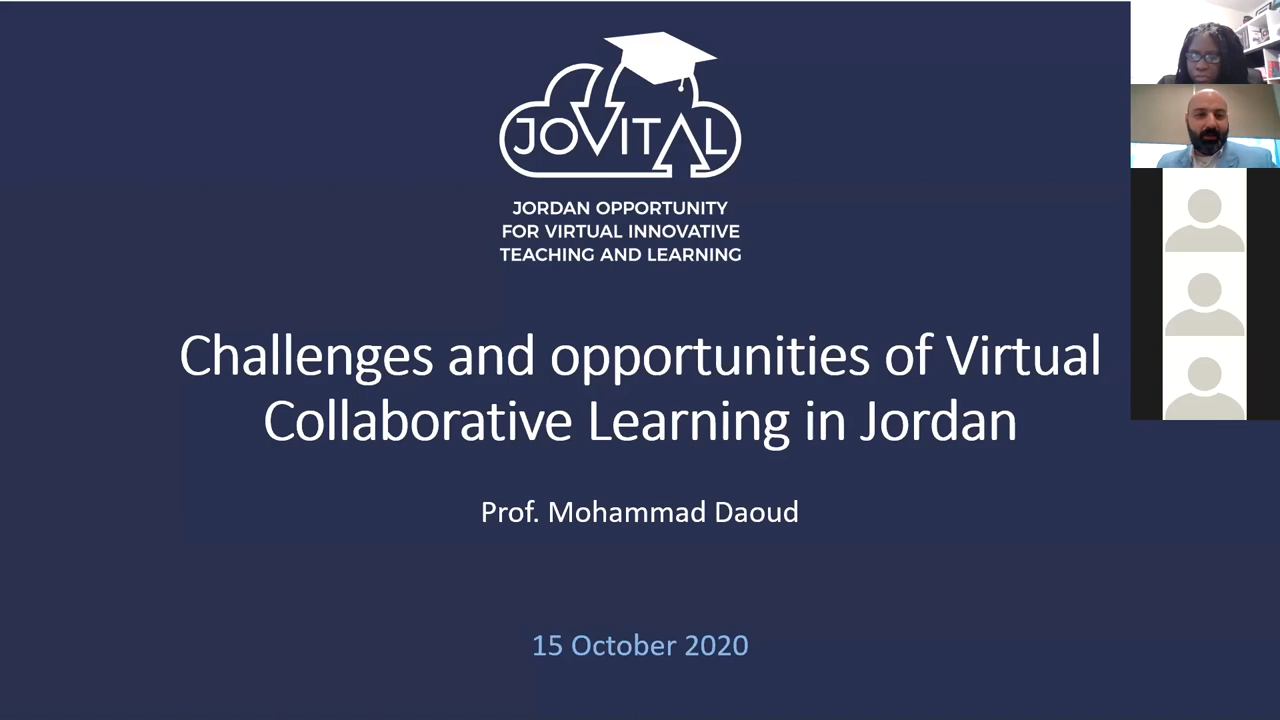 JOVITAL
JORDAN OPPORTUNITY
FOR VIRTUAL INNOVATIVE
TEACHING AND LEARNING
Challenges and opportunities of Virtual
Collaborative Learning in Jordan
Prof. Mohammad Daoud
15 October 2020